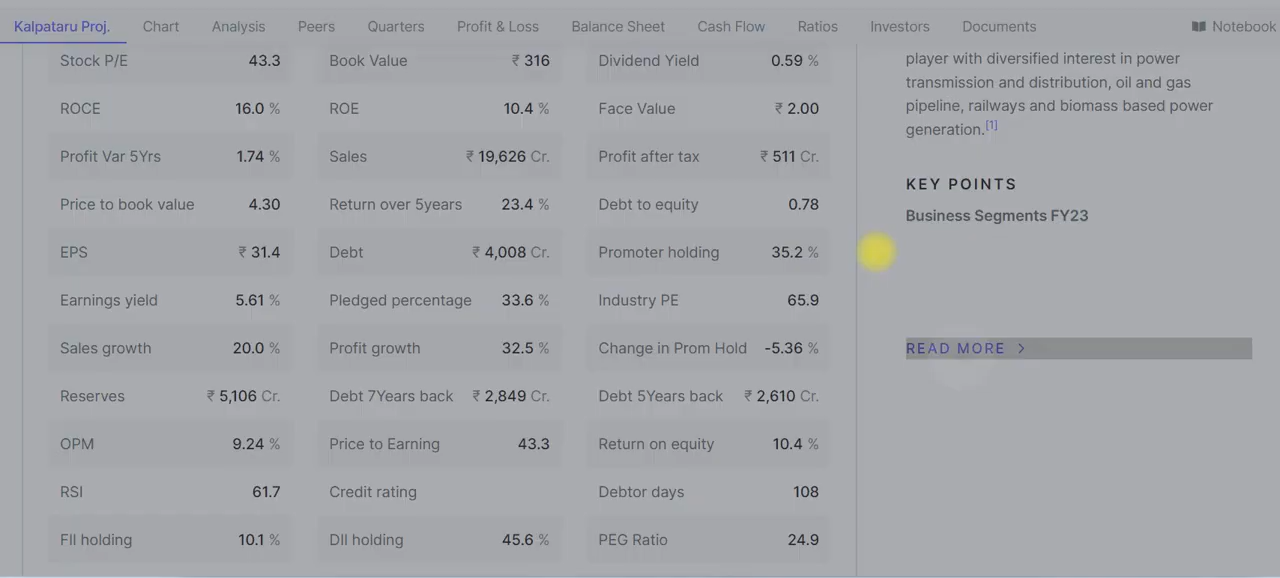 Kalpataru Proj. Chart Analysis Peers Quarters Profit & Loss Balance Sheet Cash Flow Ratios Investors Documents Notebook
Stock P/E 43.3 Book Value ₹ 316 Dividend Yield 0.59 %
ROCE 16.0 % ROE 10.4 % Face Value ₹ 2.00
Profit Var 5Yrs 1.74 % Sales ₹ 19,626 Cr. Profit after tax ₹ 511 Cr.
Price to book value 4.30 Return over 5years 23.4 % Debt to equity 0.78
EPS ₹ 31.4 Debt ₹ 4,008 Cr. Promoter holding 35.2 %
Earnings yield 5.61 % Pledged percentage 33.6 % Industry PE 65.9
Sales growth 20.0 % Profit growth 32.5 % Change in Prom Hold -5.36 %
Reserves ₹ 5,106 Cr. Debt 7Years back ₹ 2,849 Cr. Debt 5Years back ₹ 2,610 Cr.
OPM 9.24 % Price to Earning 43.3 Return on equity 10.4 %
RSI 61.7 Credit rating Debtor days 108
FII holding 10.1 % DII holding 45.6 % PEG Ratio 24.9
player with diversified interest in power
transmission and distribution, oil and gas
pipeline, railways and biomass based power
generation.[1]
KEY POINTS
Business Segments FY23
READ MORE >